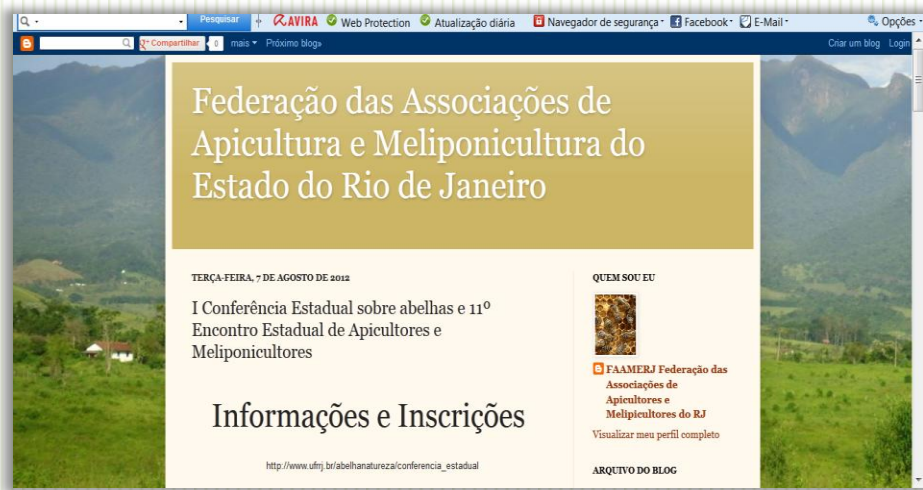 Pesquisar AVIRA Web Protection Atualização diária Navegador de segurança Facebook E-Mail Opções
Compartilhar 0 mais Próximo blog» Criar um blog Login
Federação das Associações de
Apicultura e Meliponicultura do
Estado do Rio de Janeiro
TERÇA-FEIRA, 7 DE AGOSTO DE 2012
I Conferência Estadual sobre abelhas e 11º
Encontro Estadual de Apicultores e
Meliponicultores
Informações e Inscrições
http://www.ufrrj.br/abelhanatureza/conferencia_estadual
QUEM SOU EU
FAAMERJ Federação das
Associações de
Apicultores e
Melipicultores do RJ
Visualizar meu perfil completo
ARQUIVO DO BLOG